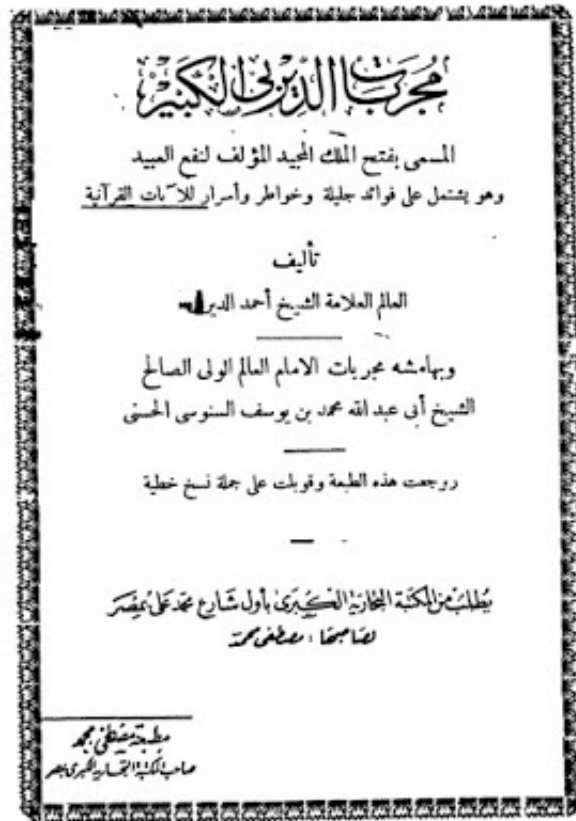 مجربات الديربى الكبير
المسمى بفتح الملك المجيد المؤلف لنفع العبيد
وهو يشتمل على فوائد جليلة وخواطر وأسرار للآيات القرآنية
تأليف
العالم العلامة الشيخ أحمد
وبهامشه مجربات الامام العالم الولى الصالح
الشيخ أبى عبد الله محمد بن يوسف السنوسى الحسنى
روجعت هذه الطبعة وقوبلت على جملة نسخ خطية
يطلب من المكتبة التجارية الكبرى بأول شارع محمد على بمصر
لصاحبها : مصطفى محمد
مطبعة مصطفى محمد
صاحب المكتبة التجارية الكبرى بمصر